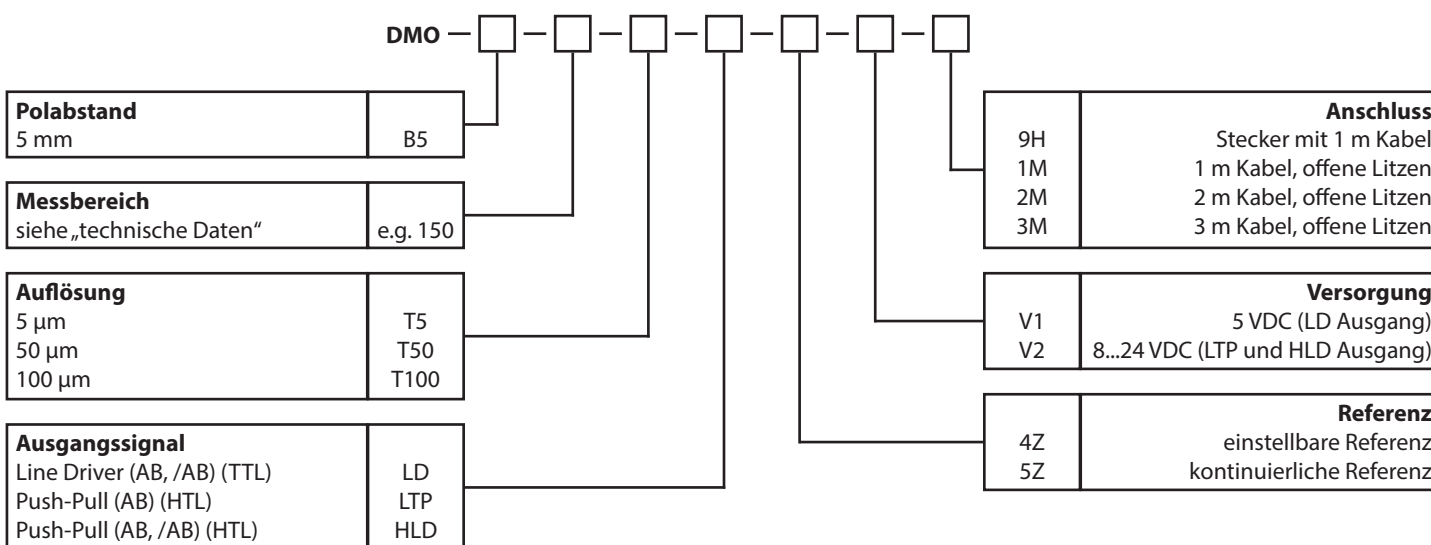 DMO — — — — — — —
Polabstand
5 mm B5
Messbereich
siehe „technische Daten“ e.g. 150
Auflösung
5 µm T5
50 µm T50
100 µm T100
Ausgangssignal
Line Driver (AB, /AB) (TTL) LD
Push-Pull (AB) (HTL) LTP
Push-Pull (AB, /AB) (HTL) HLD
Anschluss
9H Stecker mit 1 m Kabel
1M 1 m Kabel, offene Litzen
2M 2 m Kabel, offene Litzen
3M 3 m Kabel, offene Litzen
Versorgung
V1 5 VDC (LD Ausgang)
V2 8...24 VDC (LTP und HLD Ausgang)
Referenz
4Z einstellbare Referenz
5Z kontinuierliche Referenz